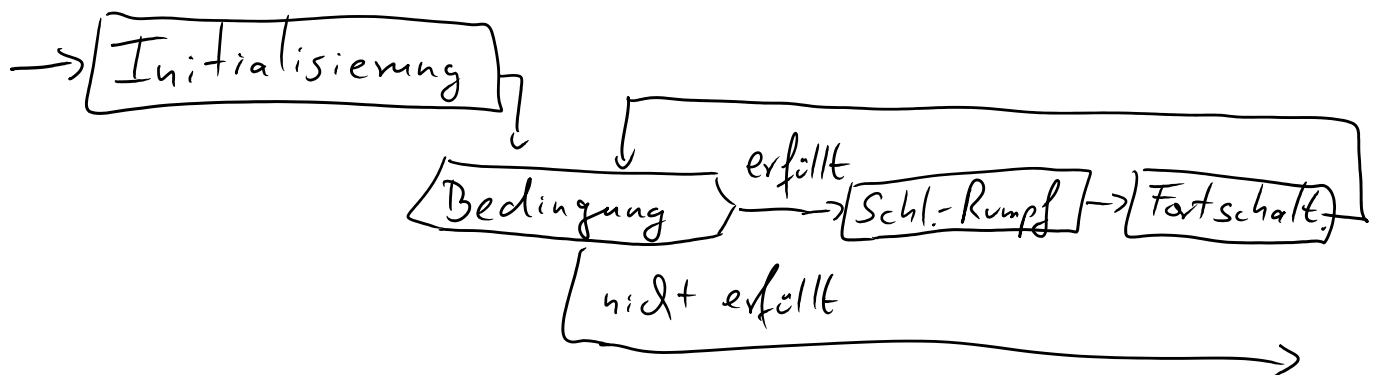 Initialisierung
erfüllt
Bedingung Schl.-Rumpf Fortschalt.
nicht erfüllt